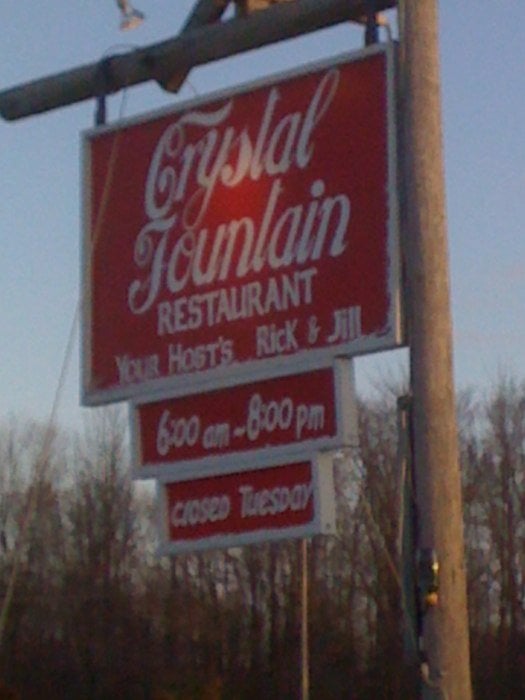 Crystal
Fountain
RESTAURANT
YOUR HOST'S RICK & Jill
6:00 am - 8:00 pm
CLOSED TUESDAY